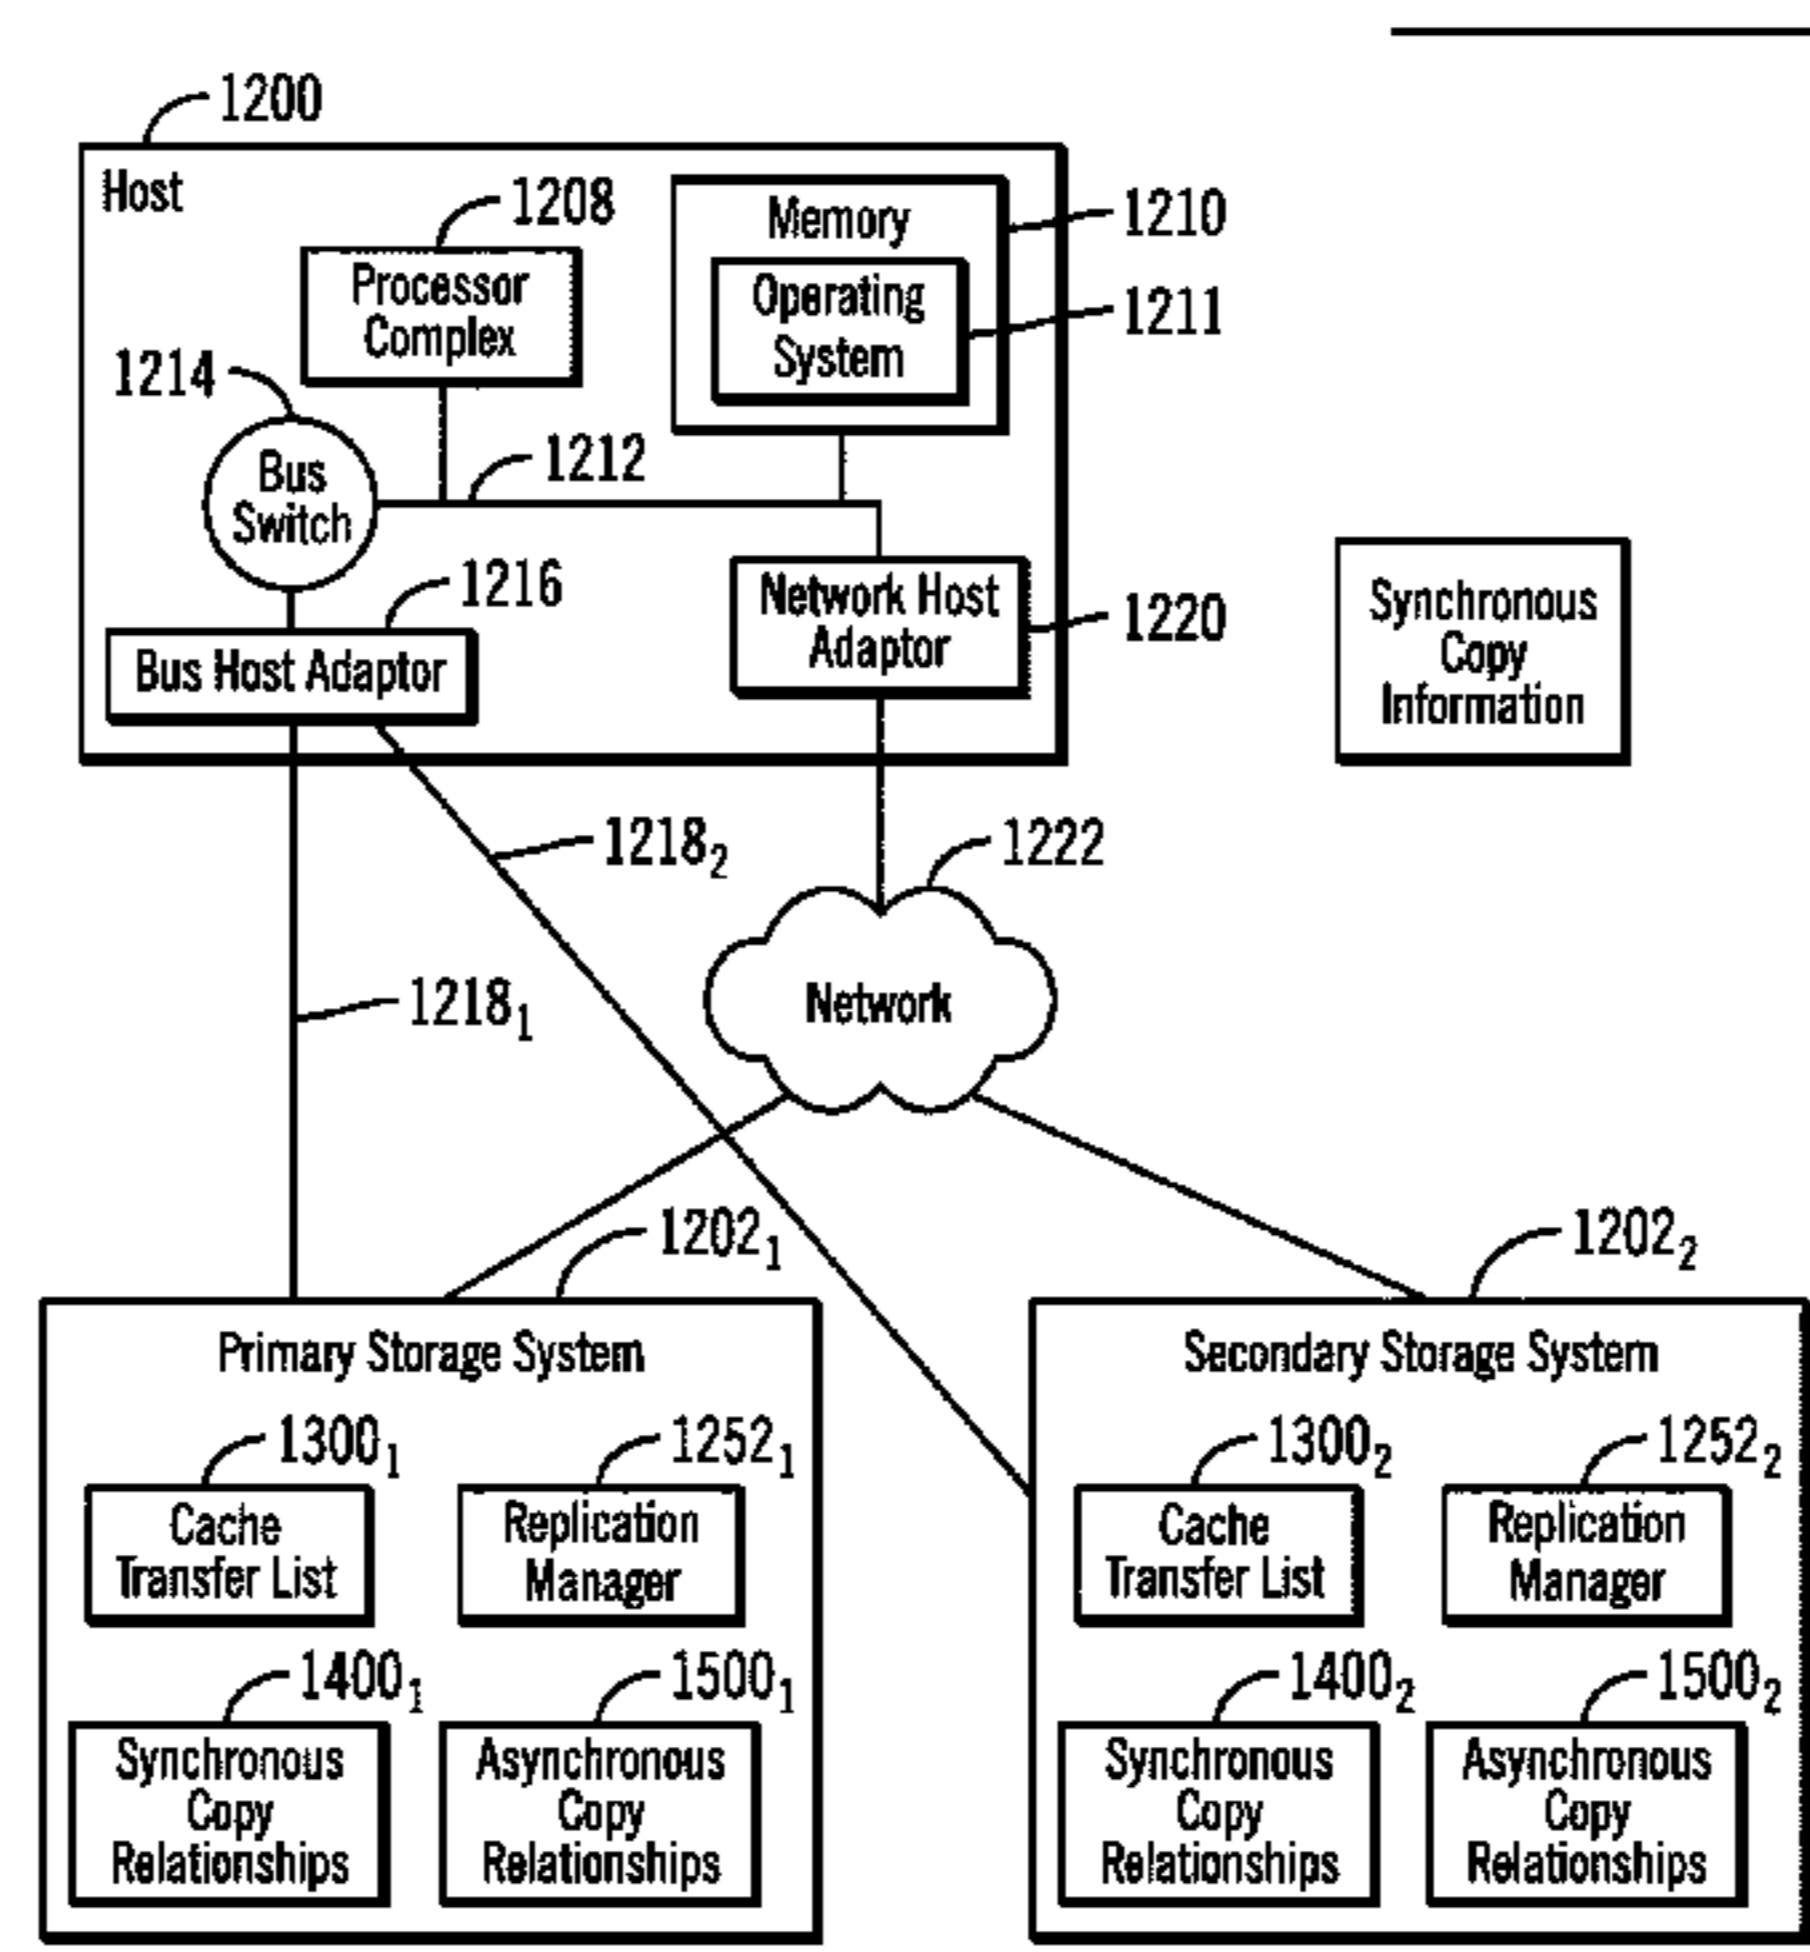 1200
Host
1208
Processor
Complex
Memory
1210
Operating
System
1211
1214
Bus
Switch
1212
1216
Bus Host Adaptor
Network Host
Adaptor
1220
Synchronous
Copy
Information
1218₂
1222
Network
1218₁
1202₁
1202₂
Primary Storage System
1300₁
1252₁
Cache
Transfer List
Replication
Manager
1400₁
1500₁
Synchronous
Copy
Relationships
Asynchronous
Copy
Relationships
Secondary Storage System
1300₂
1252₂
Cache
Transfer List
Replication
Manager
1400₂
1500₂
Synchronous
Copy
Relationships
Asynchronous
Copy
Relationships